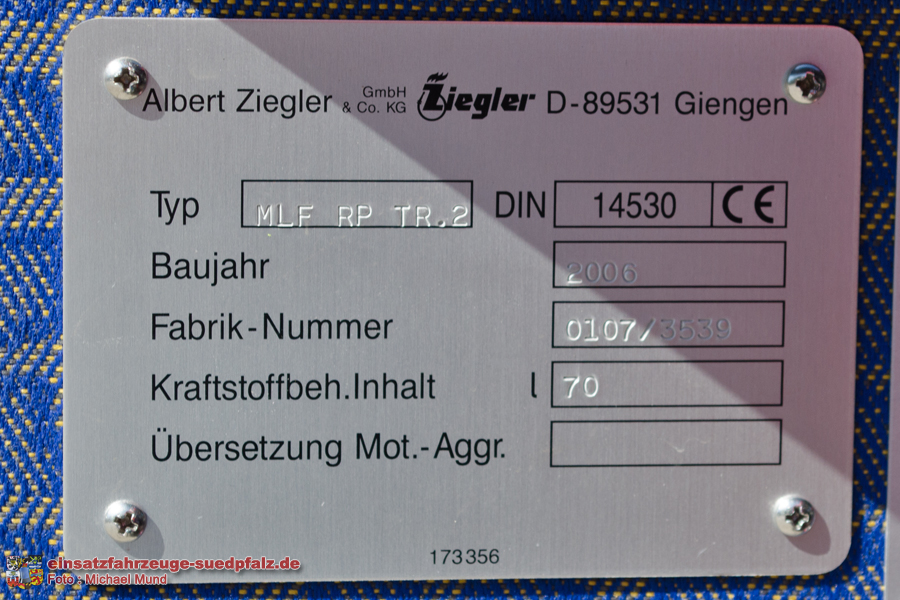 Albert Ziegler GmbH & Co. KG Ziegler D-89531 Giengen
Typ MLF RP TR.2 DIN 14530 CE
Baujahr 2006
Fabrik-Nummer 0107/3539
Kraftstoffbeh.Inhalt l 70
Übersetzung Mot.-Aggr.
173356
einsatzfahrzeuge-suedpfalz.de
Foto : Michael Mund